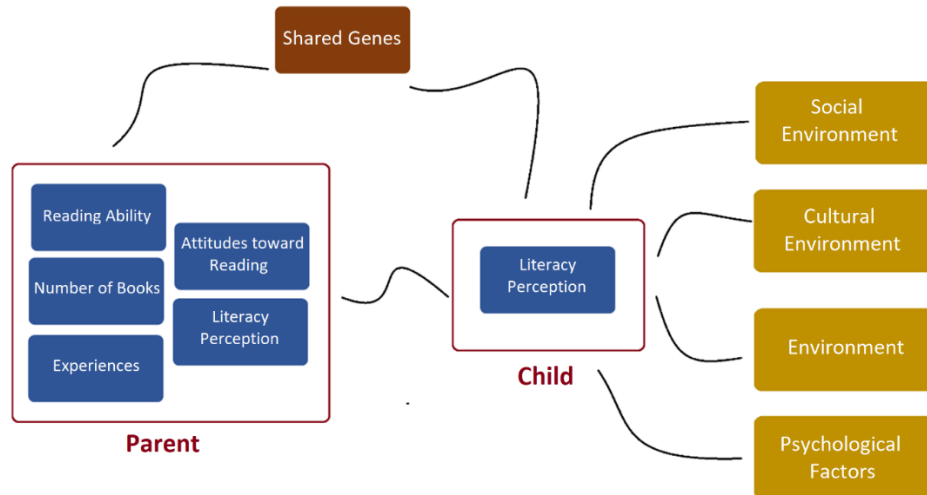 Shared Genes
Reading Ability
Number of Books
Experiences
Attitudes toward
Reading
Literacy
Perception
Parent
Literacy
Perception
Child
Social
Environment
Cultural
Environment
Environment
Psychological
Factors